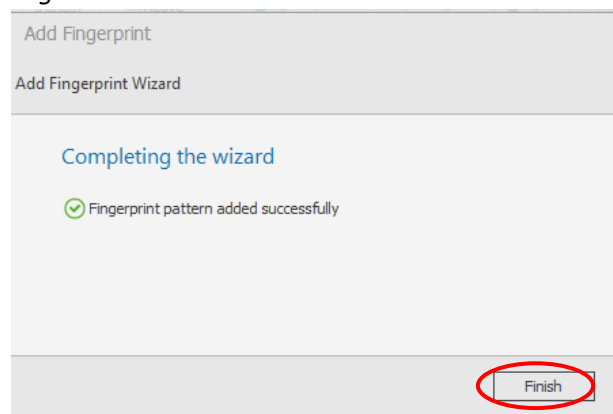 Add Fingerprint
Add Fingerprint Wizard
Completing the wizard
Fingerprint pattern added successfully
Finish